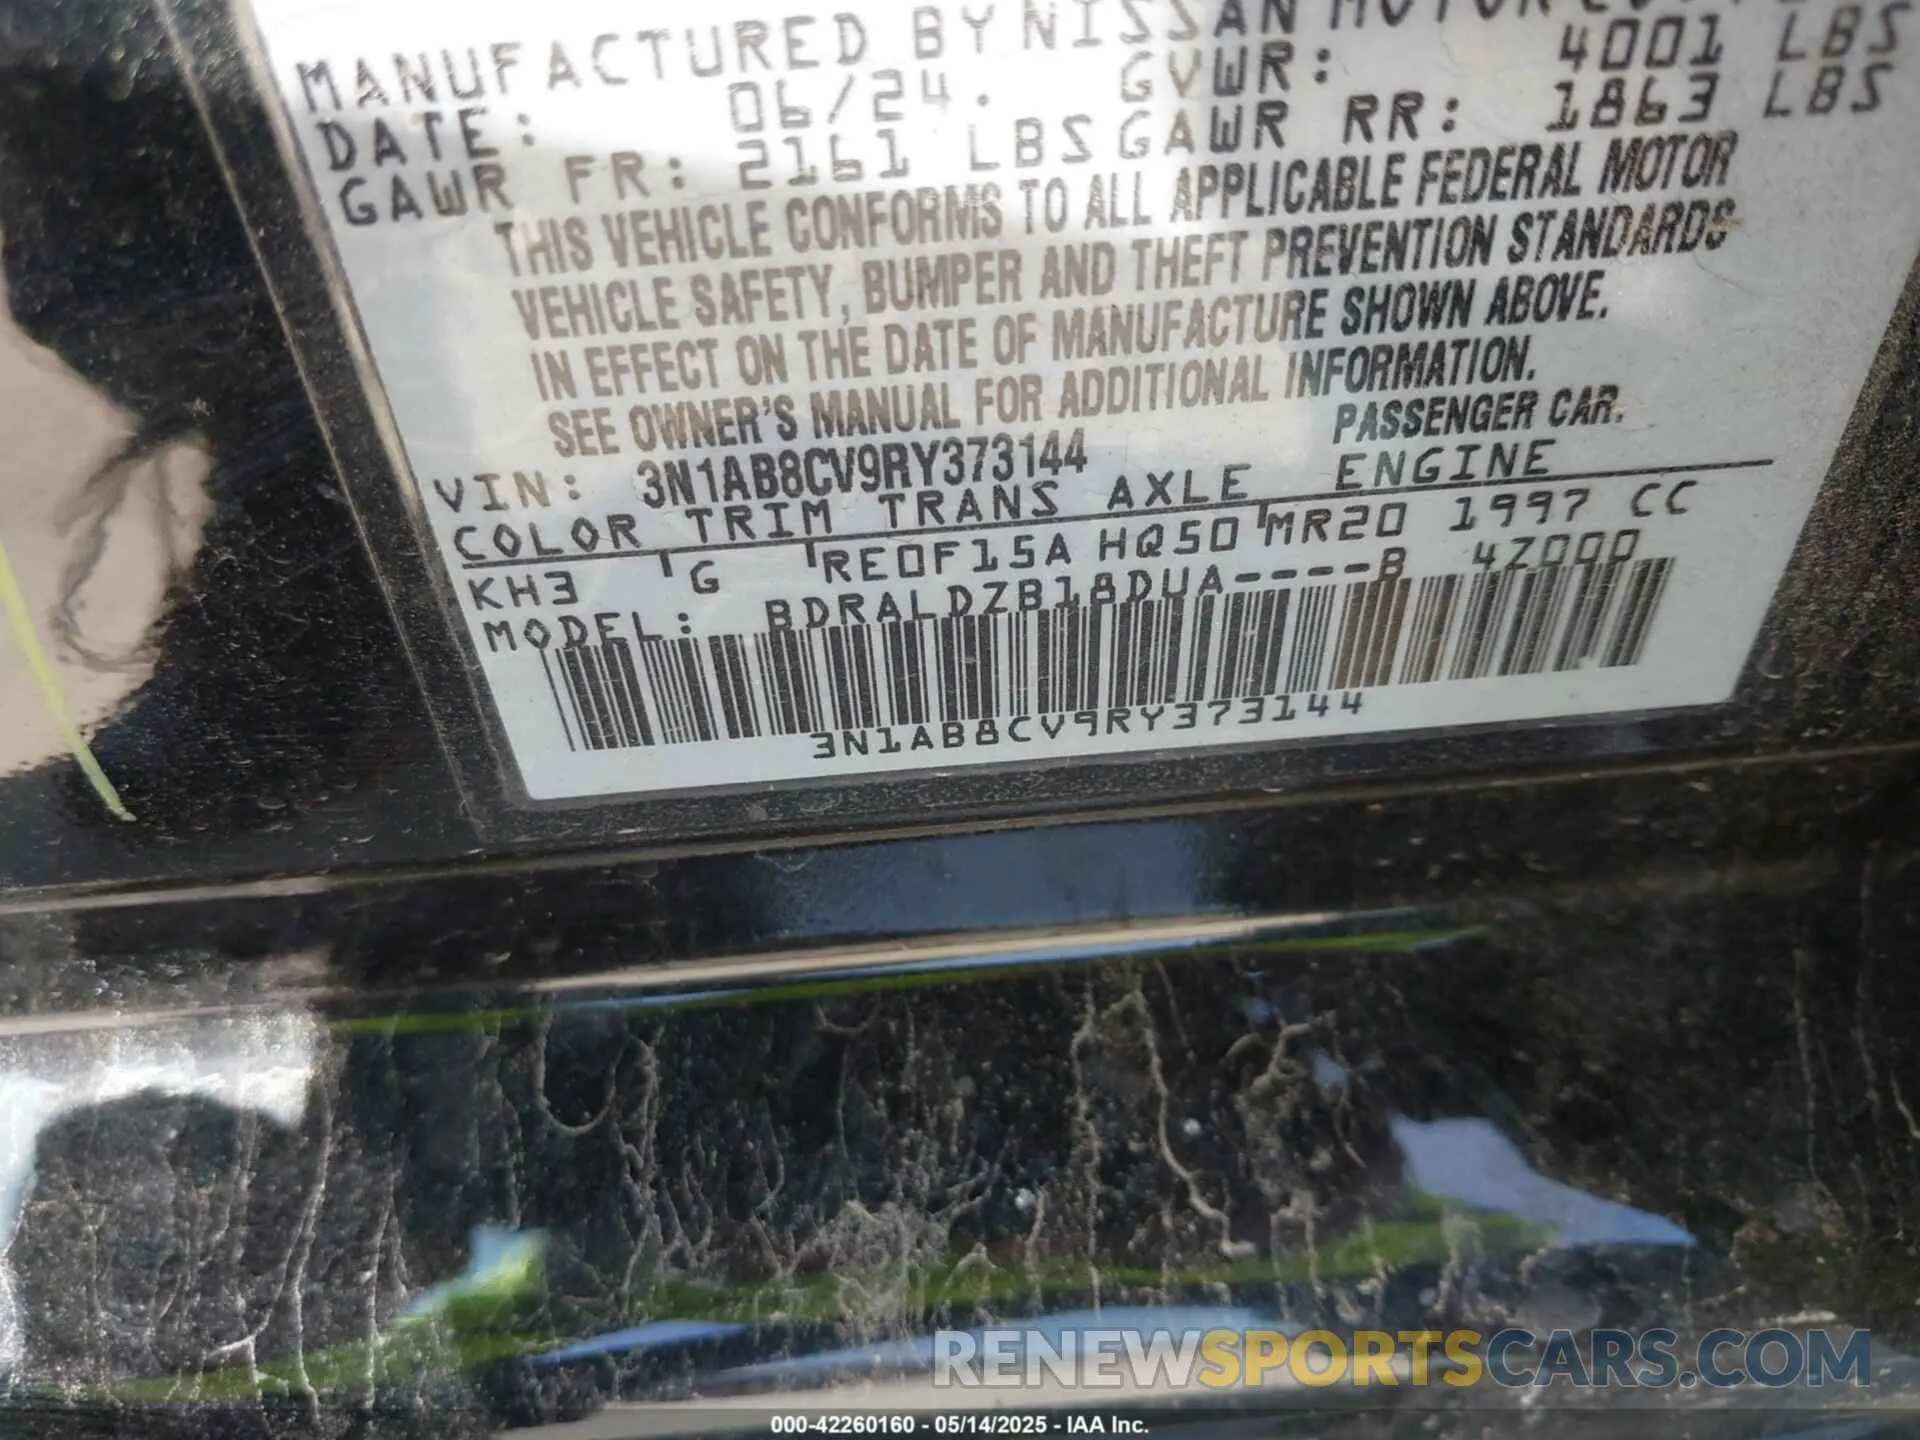 MANUFACTURED BY NISSAN MOTOR
DATE: 06/24. GVWR: 4001 LBS
GAWR FR: 2161 LBS GAWR RR: 1863 LBS
THIS VEHICLE CONFORMS TO ALL APPLICABLE FEDERAL MOTOR
VEHICLE SAFETY, BUMPER AND THEFT PREVENTION STANDARDS
IN EFFECT ON THE DATE OF MANUFACTURE SHOWN ABOVE.
SEE OWNER'S MANUAL FOR ADDITIONAL INFORMATION.
VIN: 3N1AB8CV9RY373144 PASSENGER CAR.
COLOR TRIM TRANS AXLE ENGINE
KH3 G RE0F15A HQ50 MR20 1997 CC
MODEL: BDRALDZB18DUA----B 4Z000
3N1AB8CV9RY373144
RENEWSPORTSCARS.COM
000-42260160 - 05/14/2025 - IAA Inc.